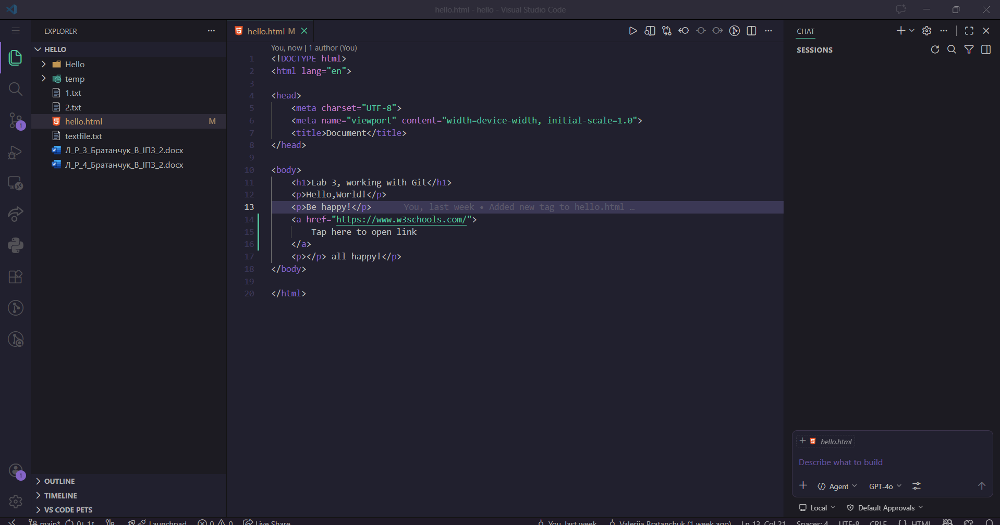 hello.html - hello - Visual Studio Code
EXPLORER
HELLO
Hello
temp
1.txt
2.txt
hello.html M
textfile.txt
Л_Р_3_Братанчук_В_ІПЗ_2.docx
Л_Р_4_Братанчук_В_ІПЗ_2.docx
OUTLINE
TIMELINE
VS CODE PETS
1
1
hello.html M
You, now | 1 author (You)
1 <!DOCTYPE html>
2 <html lang="en">
3
4 <head>
5 <meta charset="UTF-8">
6 <meta name="viewport" content="width=device-width, initial-scale=1.0">
7 <title>Document</title>
8 </head>
9
10 <body>
11 <h1>Lab 3, working with Git</h1>
12 <p>Hello,World!</p>
13 <p>Be happy!</p> You, last week • Added new tag to hello.html …
14 <a href="https://www.w3schools.com/">
15 Tap here to open link
16 </a>
17 <p></p> all happy!</p>
18 </body>
19
20 </html>
CHAT
SESSIONS
hello.html
Describe what to build
Agent GPT-4o
Local Default Approvals
main* 0↓ 1↑ Launchpad 0 0 Live Share You, last week Valeriia Bratanchuk (1 week ago) Ln 13, Col 21 Spaces: 4 UTF-8 CRLF {} HTML